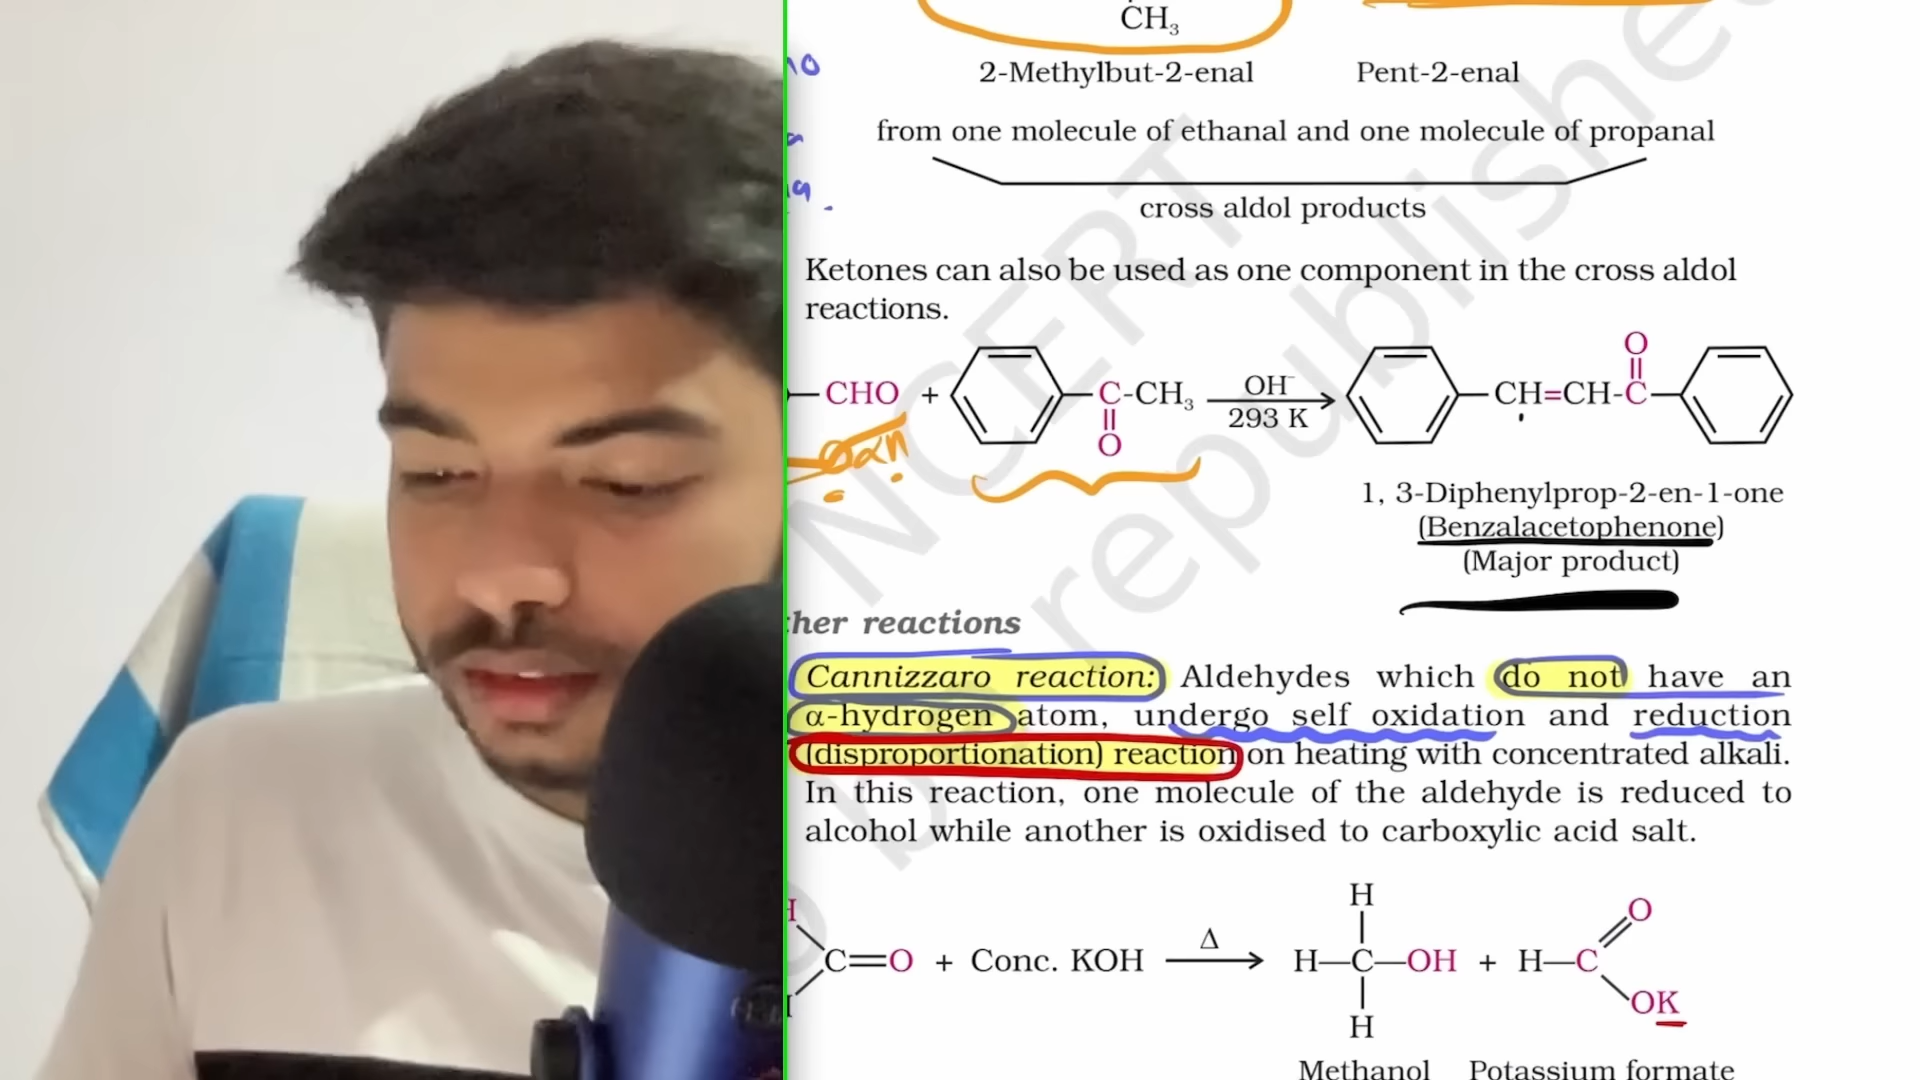 CH₃
2-Methylbut-2-enal Pent-2-enal
from one molecule of ethanal and one molecule of propanal
cross aldol products
Ketones can also be used as one component in the cross aldol
reactions.
CHO + C-CH₃ OH⁻ 293 K CH=CH-C
O
O
αH
1, 3-Diphenylprop-2-en-1-one
(Benzalacetophenone)
(Major product)
her reactions
Cannizzaro reaction: Aldehydes which do not have an
α-hydrogen atom, undergo self oxidation and reduction
(disproportionation) reaction on heating with concentrated alkali.
In this reaction, one molecule of the aldehyde is reduced to
alcohol while another is oxidised to carboxylic acid salt.
H O
C=O + Conc. KOH Δ H—C—OH + H—C
OK
H
Methanol Potassium formate
NCERT
republished